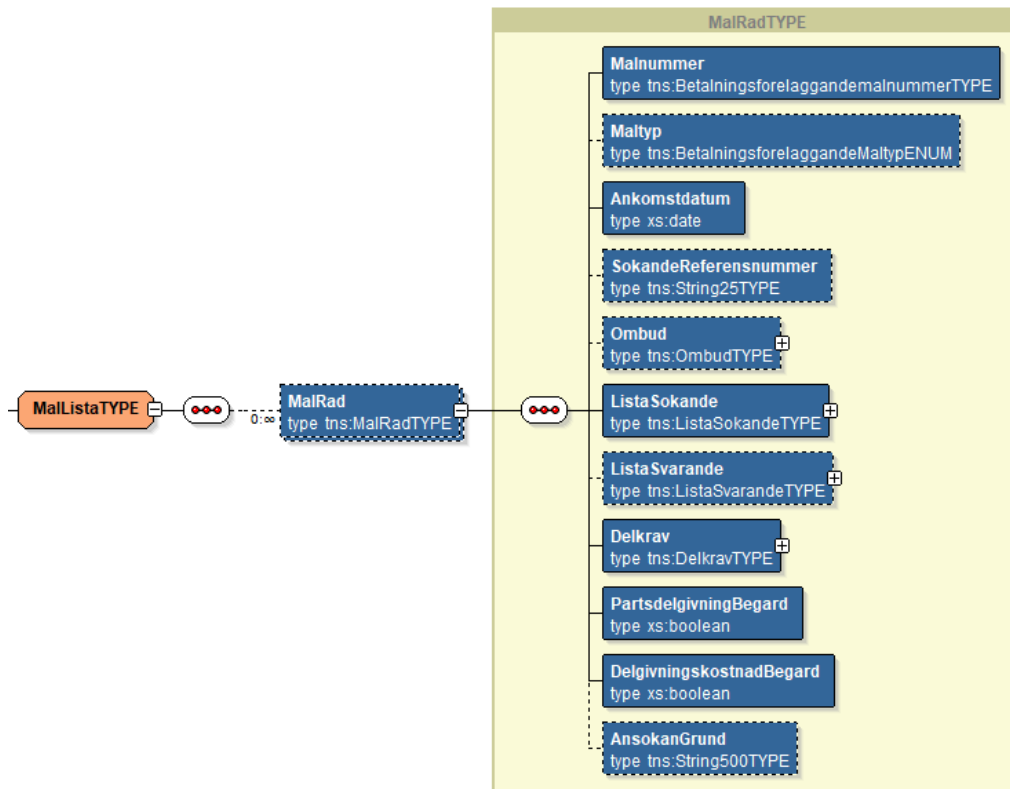 MalRadTYPE
Malnummer
type tns:BetalningsforelaggandemalnummerTYPE
Maltyp
type tns:BetalningsforelaggandeMaltypENUM
Ankomstdatum
type xs:date
SokandeReferensnummer
type tns:String25TYPE
Ombud
type tns:OmbudTYPE
MalListaTYPE
MalRad
type tns:MalRadTYPE
0:∞
ListaSokande
type tns:ListaSokandeTYPE
ListaSvarande
type tns:ListaSvarandeTYPE
Delkrav
type tns:DelkravTYPE
PartsdelgivningBegard
type xs:boolean
DelgivningskostnadBegard
type xs:boolean
AnsokanGrund
type tns:String500TYPE